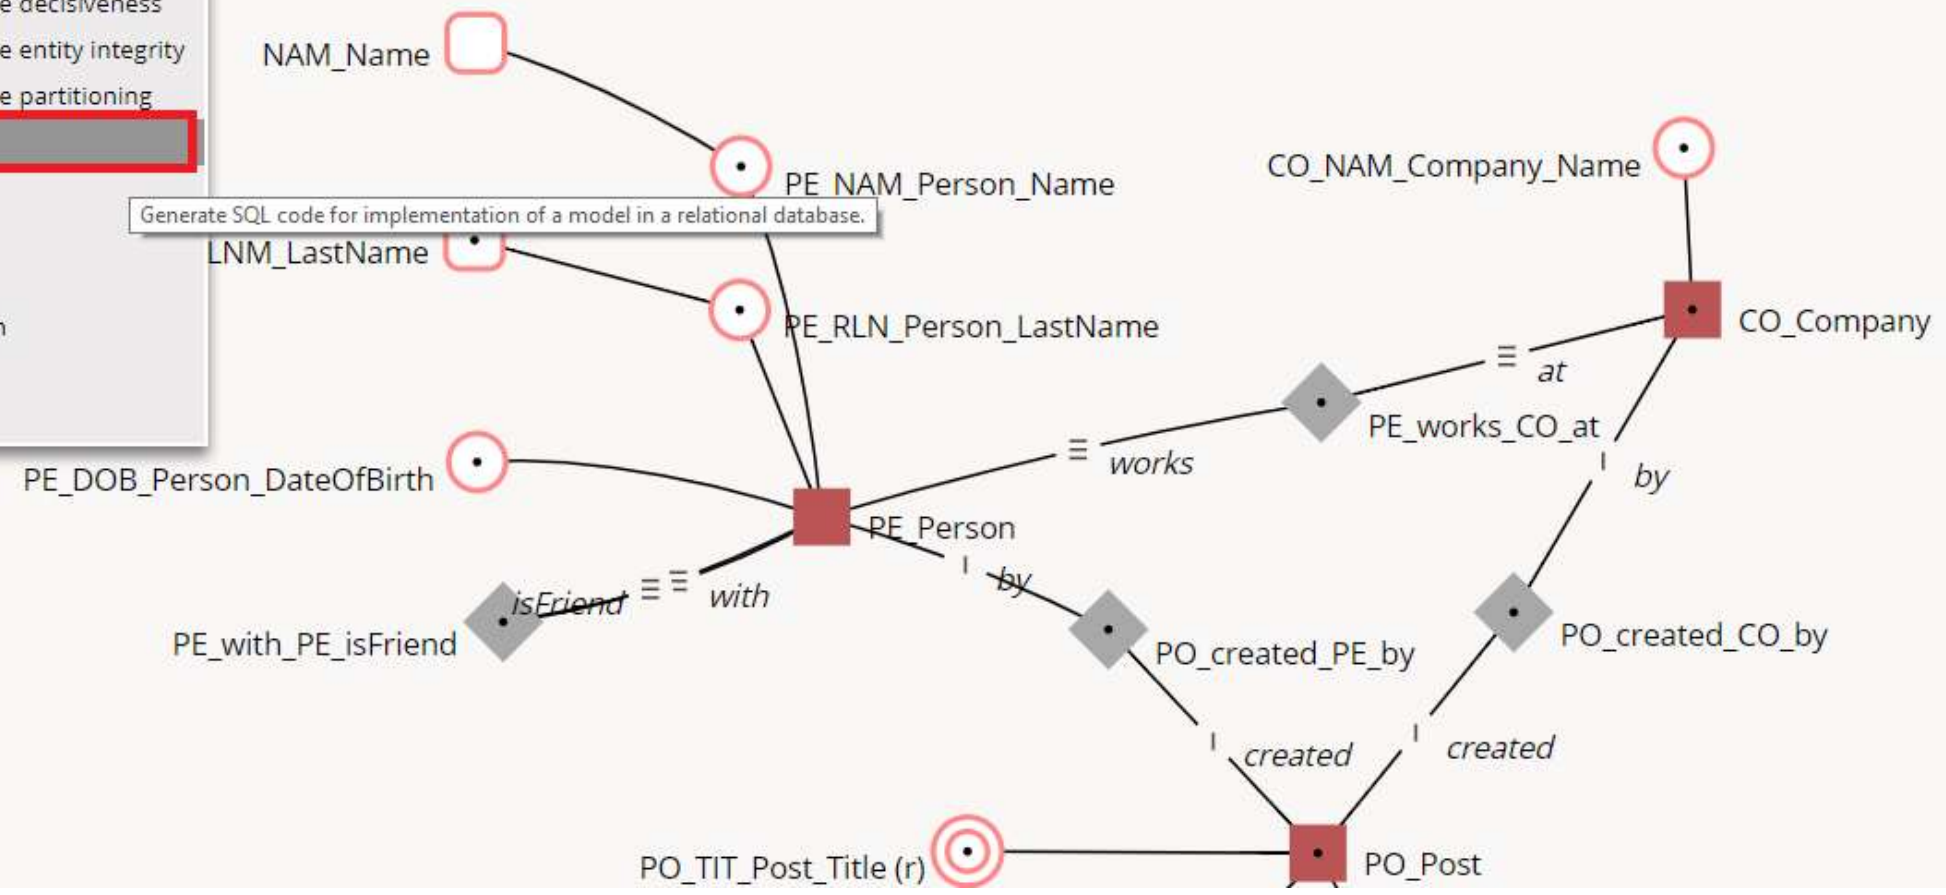 e decisiveness
NAM_Name
e entity integrity
e partitioning
CO_NAM_Company_Name
PE_NAM_Person_Name
Generate SQL code for implementation of a model in a relational database.
LNM_LastName
PE_RLN_Person_LastName
CO_Company
n
at
PE_works_CO_at
works
by
PE_DOB_Person_DateOfBirth
PE_Person
by
isFriend
with
PE_with_PE_isFriend
PO_created_PE_by
PO_created_CO_by
created
created
PO_TIT_Post_Title (r)
PO_Post